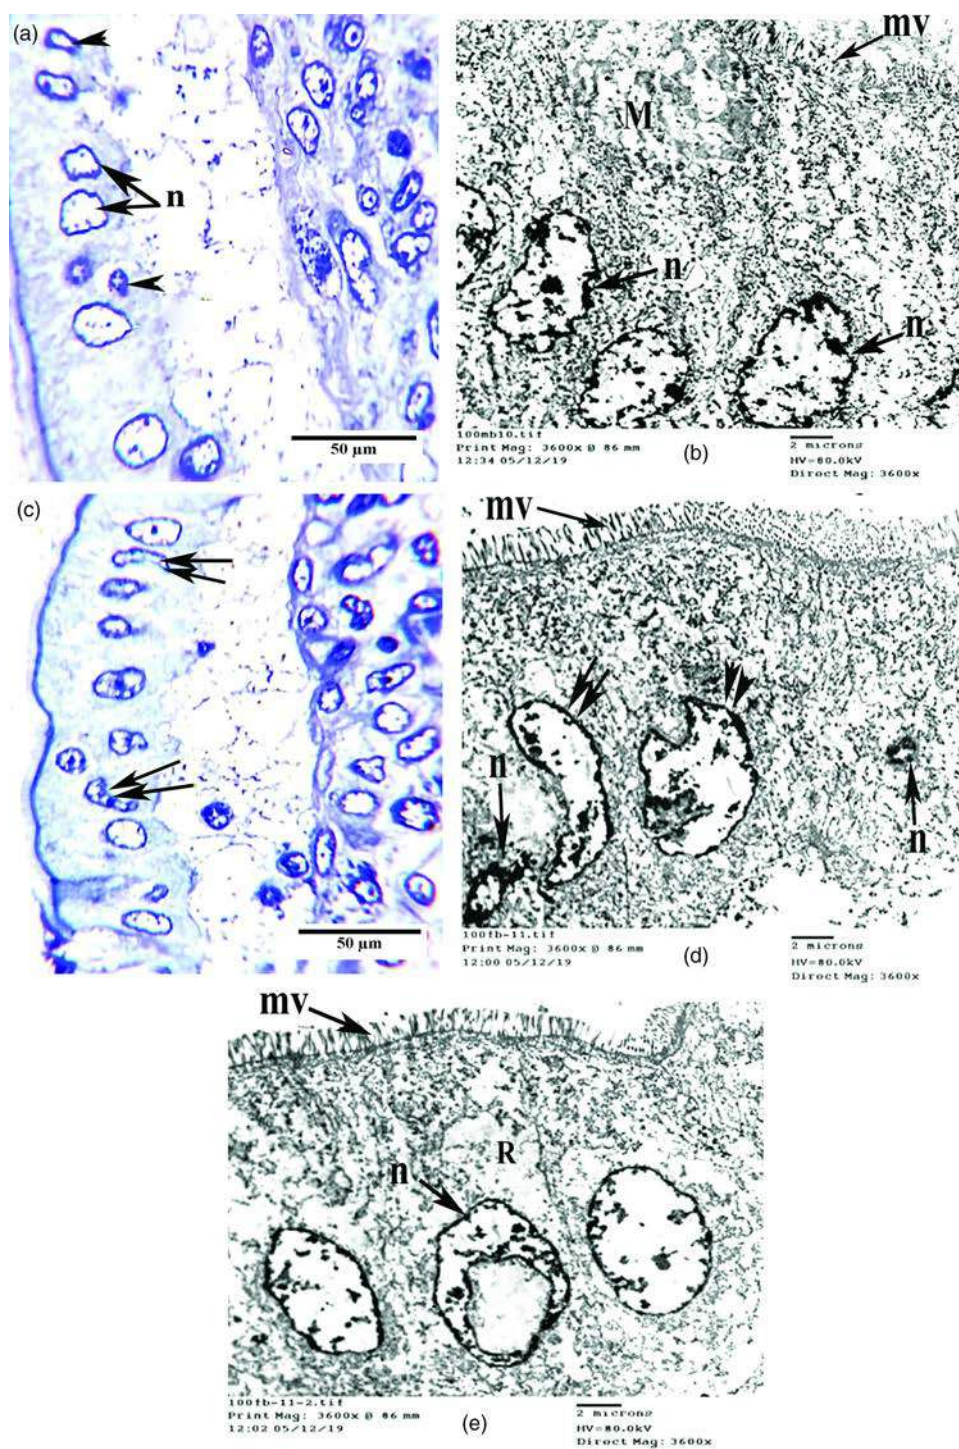 (a)
n
50 µm
mv
M
n
n
100mb10.tif
Print Mag: 3600x @ 86 mm
12:34 05/12/19
(b)
2 microns
HV=80.0kV
Direct Mag: 3600x
(c)
50 µm
mv
n
n
100fb-11.tif
Print Mag: 3600x @ 86 mm
12:00 05/12/19
(d)
2 microns
HV=80.0kV
Direct Mag: 3600x
mv
R
n
100fb-11-2.tif
Print Mag: 3600x @ 86 mm
12:02 05/12/19
(e)
2 microns
HV=80.0kV
Direct Mag: 3600x